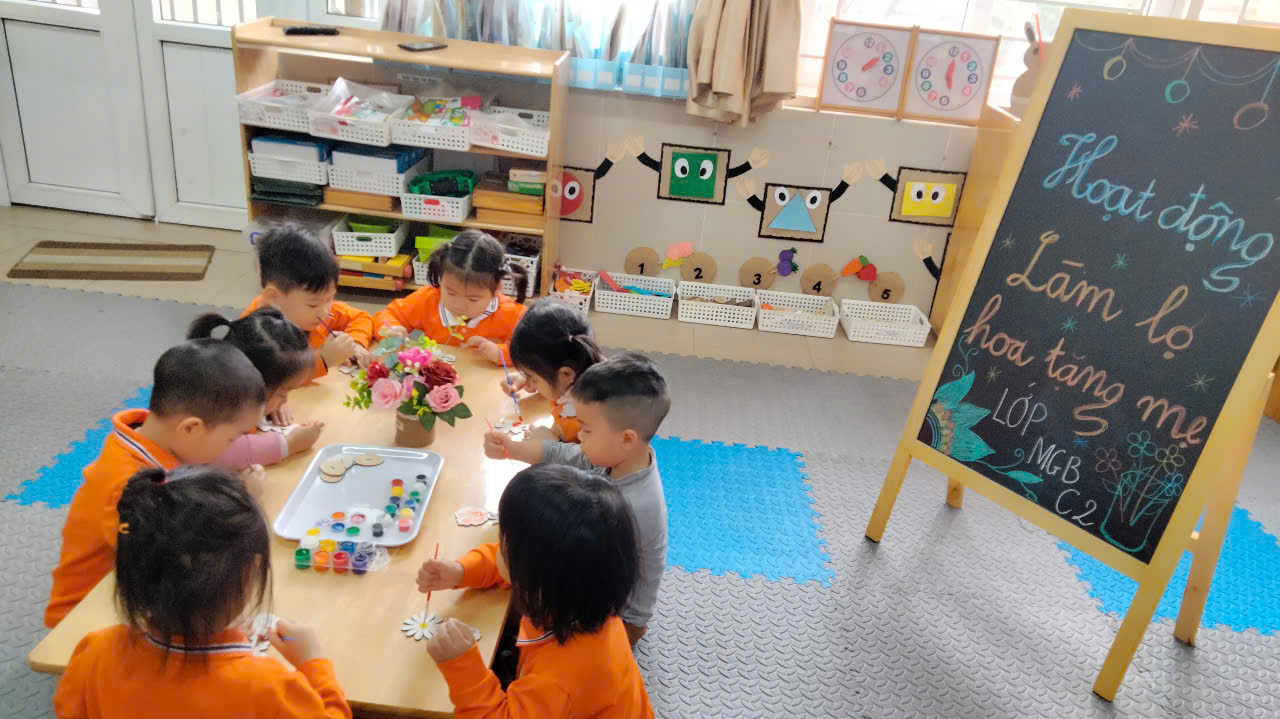 Hoạt động
Làm lọ
hoa tặng mẹ
LỚP
MGB
C2
1 2 3 4 5